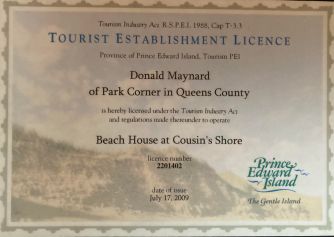 Tourism Industry Act R.S.P.E.I. 1988, Cap T-3.3
TOURIST ESTABLISHMENT LICENCE
Province of Prince Edward Island, Tourism PEI
Donald Maynard
of Park Corner in Queens County
is hereby licensed under the Tourism Industry Act
and regulations made thereunder to operate
Beach House at Cousin's Shore
licence number
2201402
date of issue
July 17, 2009
Prince
Edward
Island
The Gentle Island